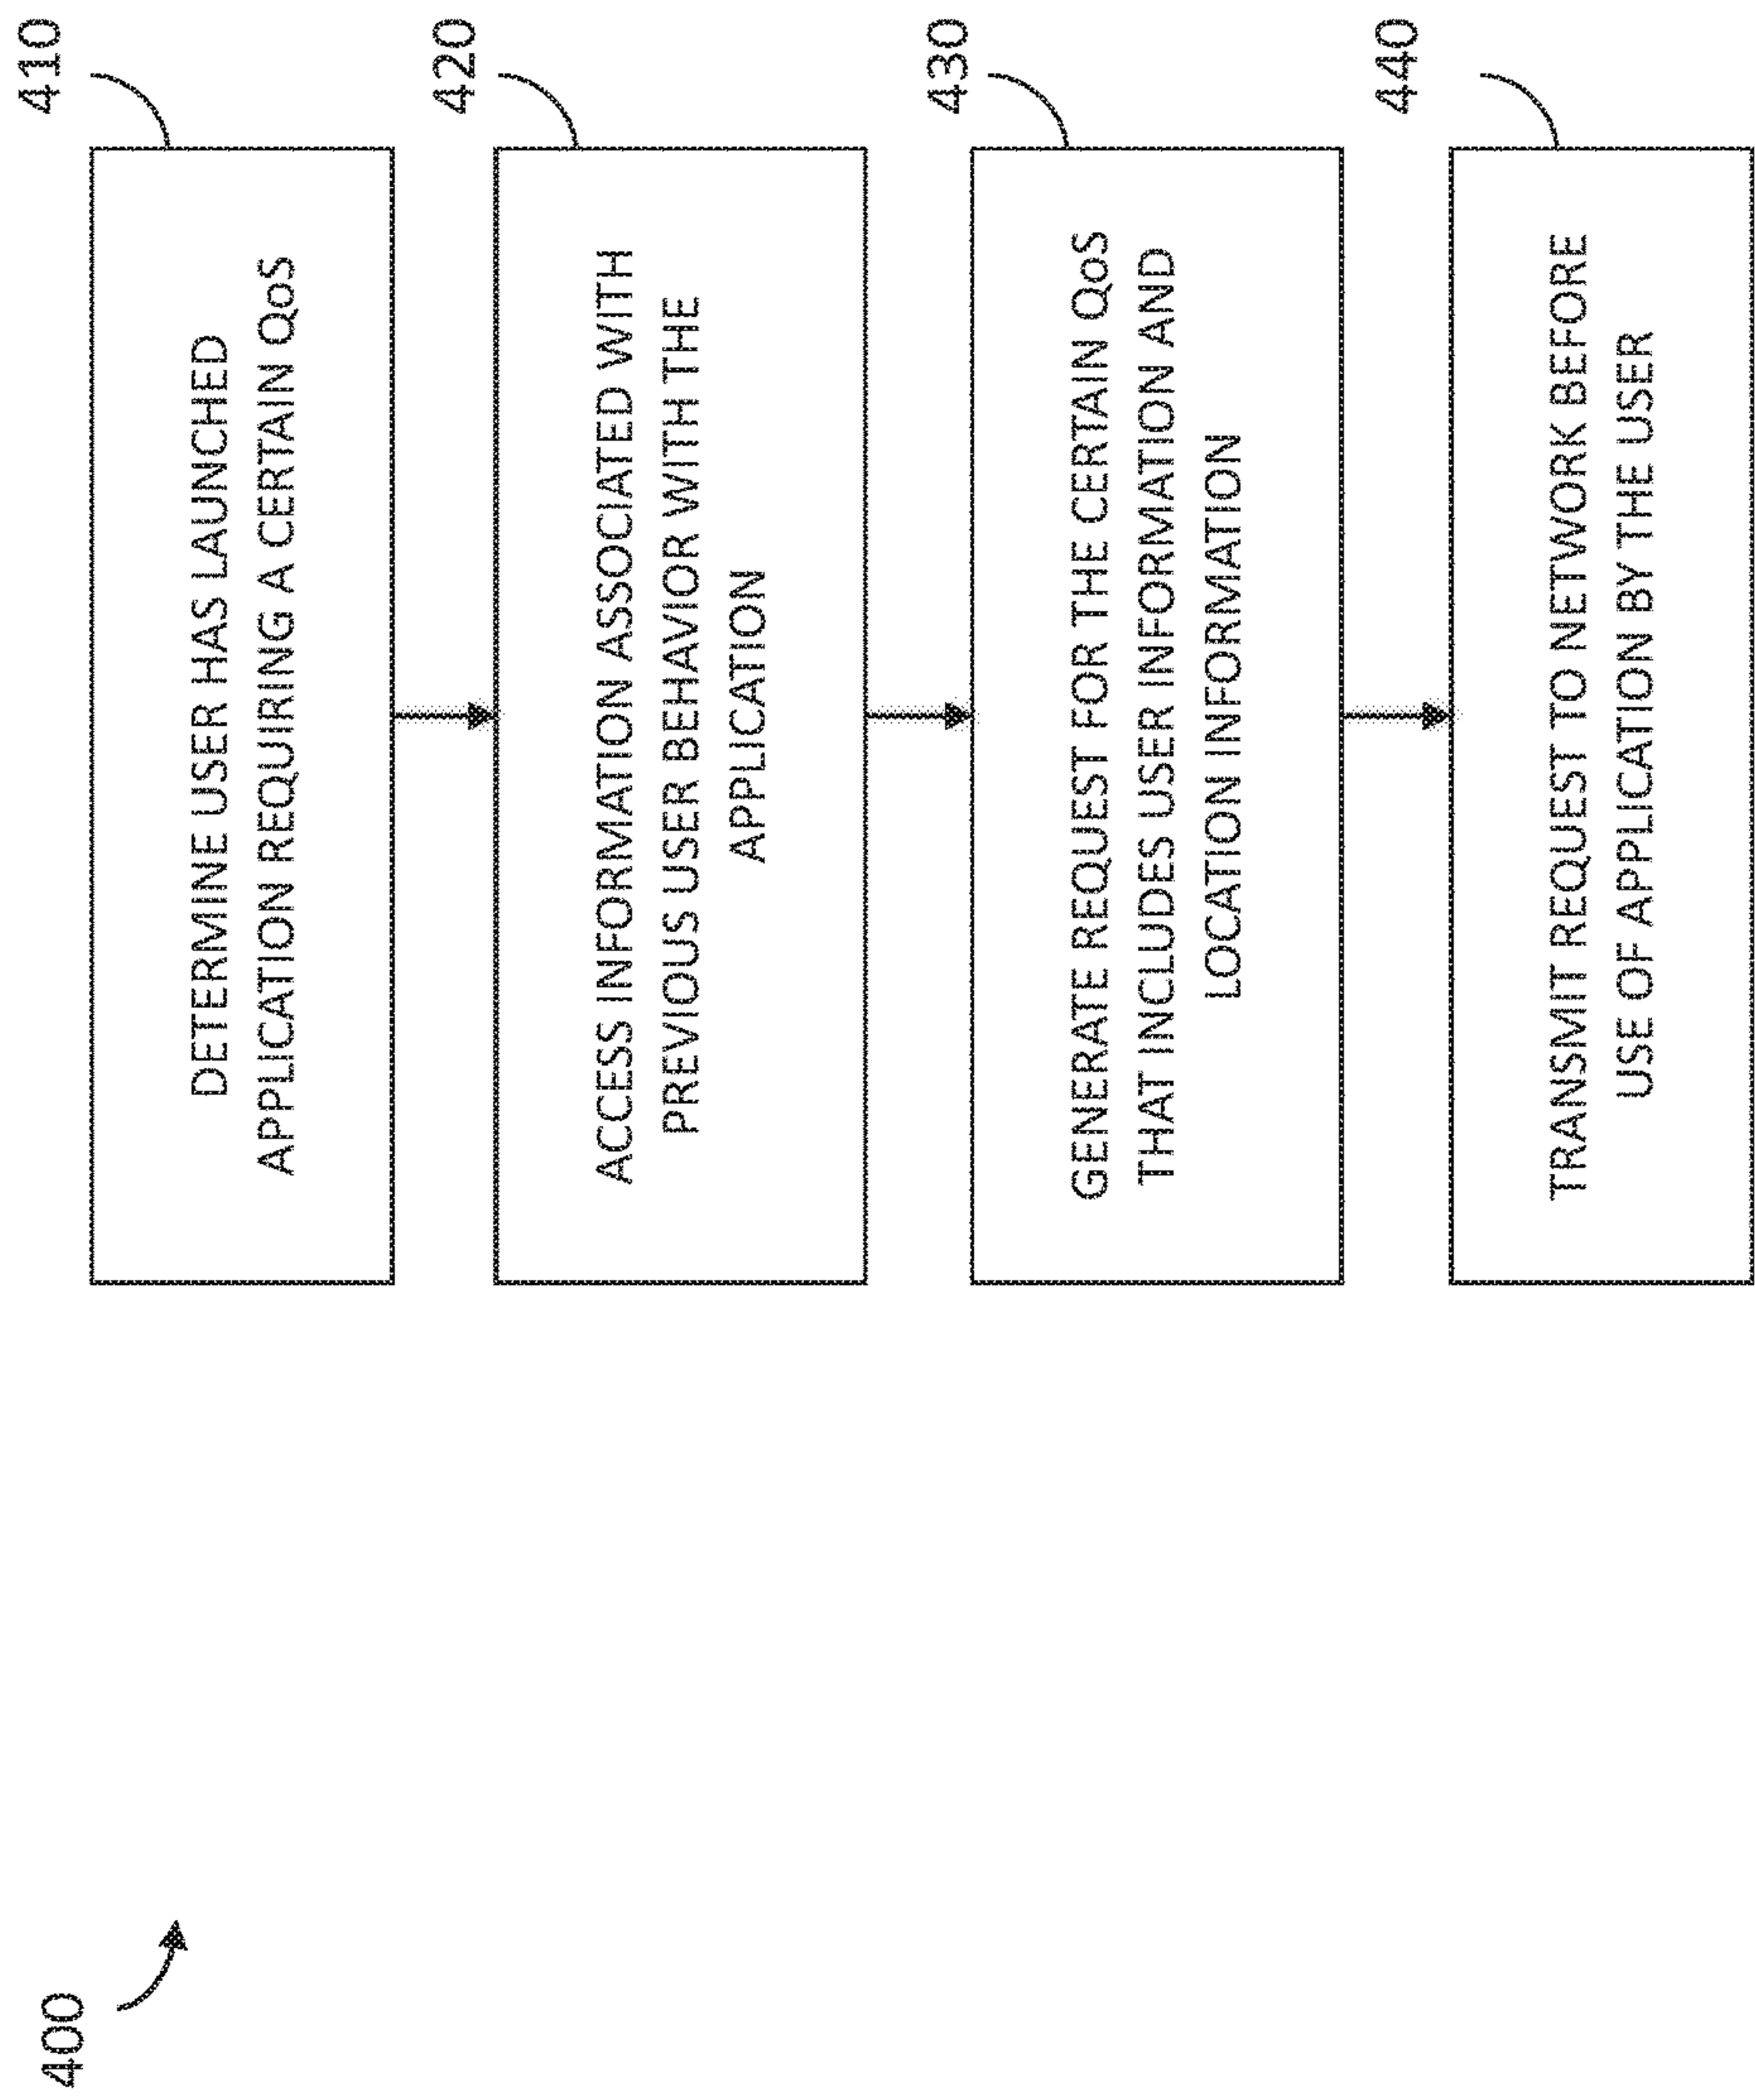 400
410
DETERMINE USER HAS LAUNCHED
APPLICATION REQUIRING A CERTAIN QoS
420
ACCESS INFORMATION ASSOCIATED WITH
PREVIOUS USER BEHAVIOR WITH THE
APPLICATION
430
GENERATE REQUEST FOR THE CERTAIN QoS
THAT INCLUDES USER INFORMATION AND
LOCATION INFORMATION
440
TRANSMIT REQUEST TO NETWORK BEFORE
USE OF APPLICATION BY THE USER